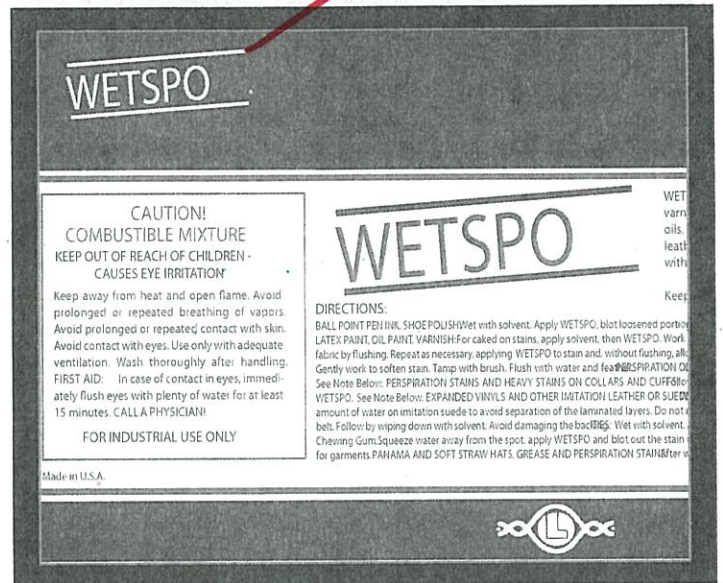 WETSPO
CAUTION!
COMBUSTIBLE MIXTURE
KEEP OUT OF REACH OF CHILDREN -
CAUSES EYE IRRITATION
Keep away from heat and open flame. Avoid
prolonged or repeated breathing of vapors.
Avoid prolonged or repeated contact with skin.
Avoid contact with eyes. Use only with adequate
ventilation. Wash thoroughly after handling.
FIRST AID: In case of contact in eyes, immedi-
ately flush eyes with plenty of water for at least
15 minutes. CALL A PHYSICIAN!
FOR INDUSTRIAL USE ONLY
Made in U.S.A.
WETSPO
WET
varn
oils,
leath
with
Keep
DIRECTIONS:
BALL POINT PEN INK, SHOE POLISH:Wet with solvent. Apply WETSPO, blot loosened portio
LATEX PAINT, OIL PAINT, VARNISH:For caked on stains, apply solvent, then WETSPO. Work
fabric by flushing. Repeat as necessary, applying WETSPO to stain and, without flushing, allo
Gently work to soften stain. Tamp with brush. Flush with water and PERSPIRATION
See Note Below. PERSPIRATION STAINS AND HEAVY STAINS ON COLLARS AND
WETSPO. See Note Below. EXPANDED VINYLS AND OTHER IMITATION LEATHER OR
amount of water on imitation suede to avoid separation of the laminated layers. Do not
belt. Follow by wiping down with solvent. Avoid damaging the Wet with solvent.
Chewing Gum.Squeeze water away from the spot, apply WETSPO and blot out the stain
for garments.PANAMA AND SOFT STRAW HATS, GREASE AND PERSPIRATION
LS